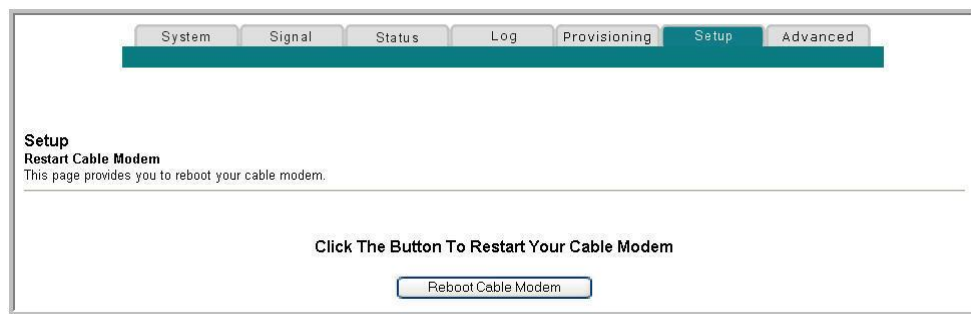 System Signal Status Log Provisioning Setup Advanced
Setup
Restart Cable Modem
This page provides you to reboot your cable modem.
Click The Button To Restart Your Cable Modem
Reboot Cable Modem